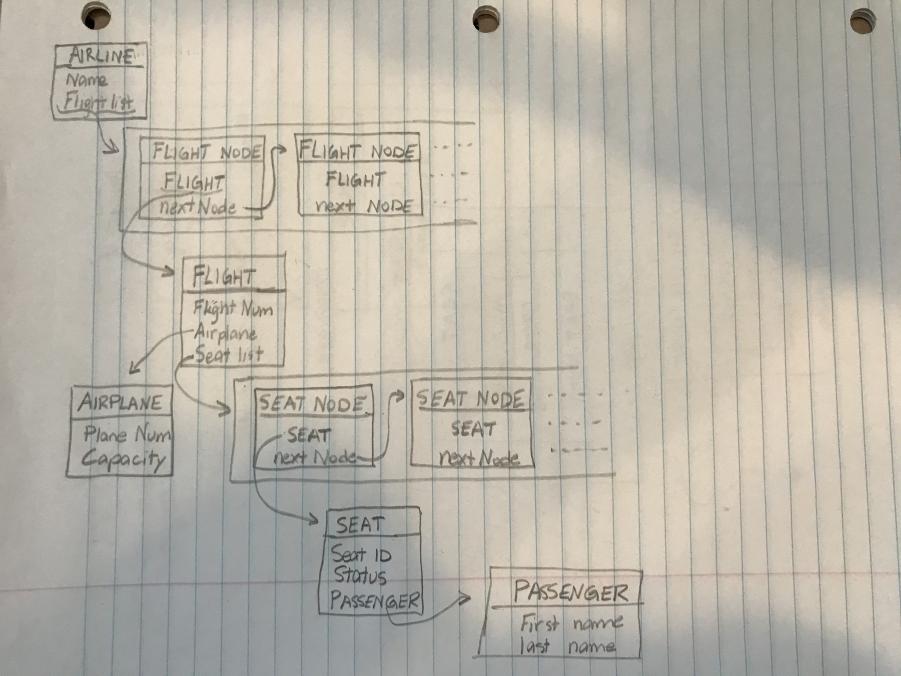 AIRLINE
Name
Flight list
FLIGHT NODE
FLIGHT
next Node
FLIGHT NODE
FLIGHT
next NODE
FLIGHT
Flight Num
Airplane
Seat list
AIRPLANE
Plane Num
Capacity
SEAT NODE
SEAT
next Node
SEAT NODE
SEAT
next Node
SEAT
Seat ID
Status
PASSENGER
PASSENGER
First name
last name